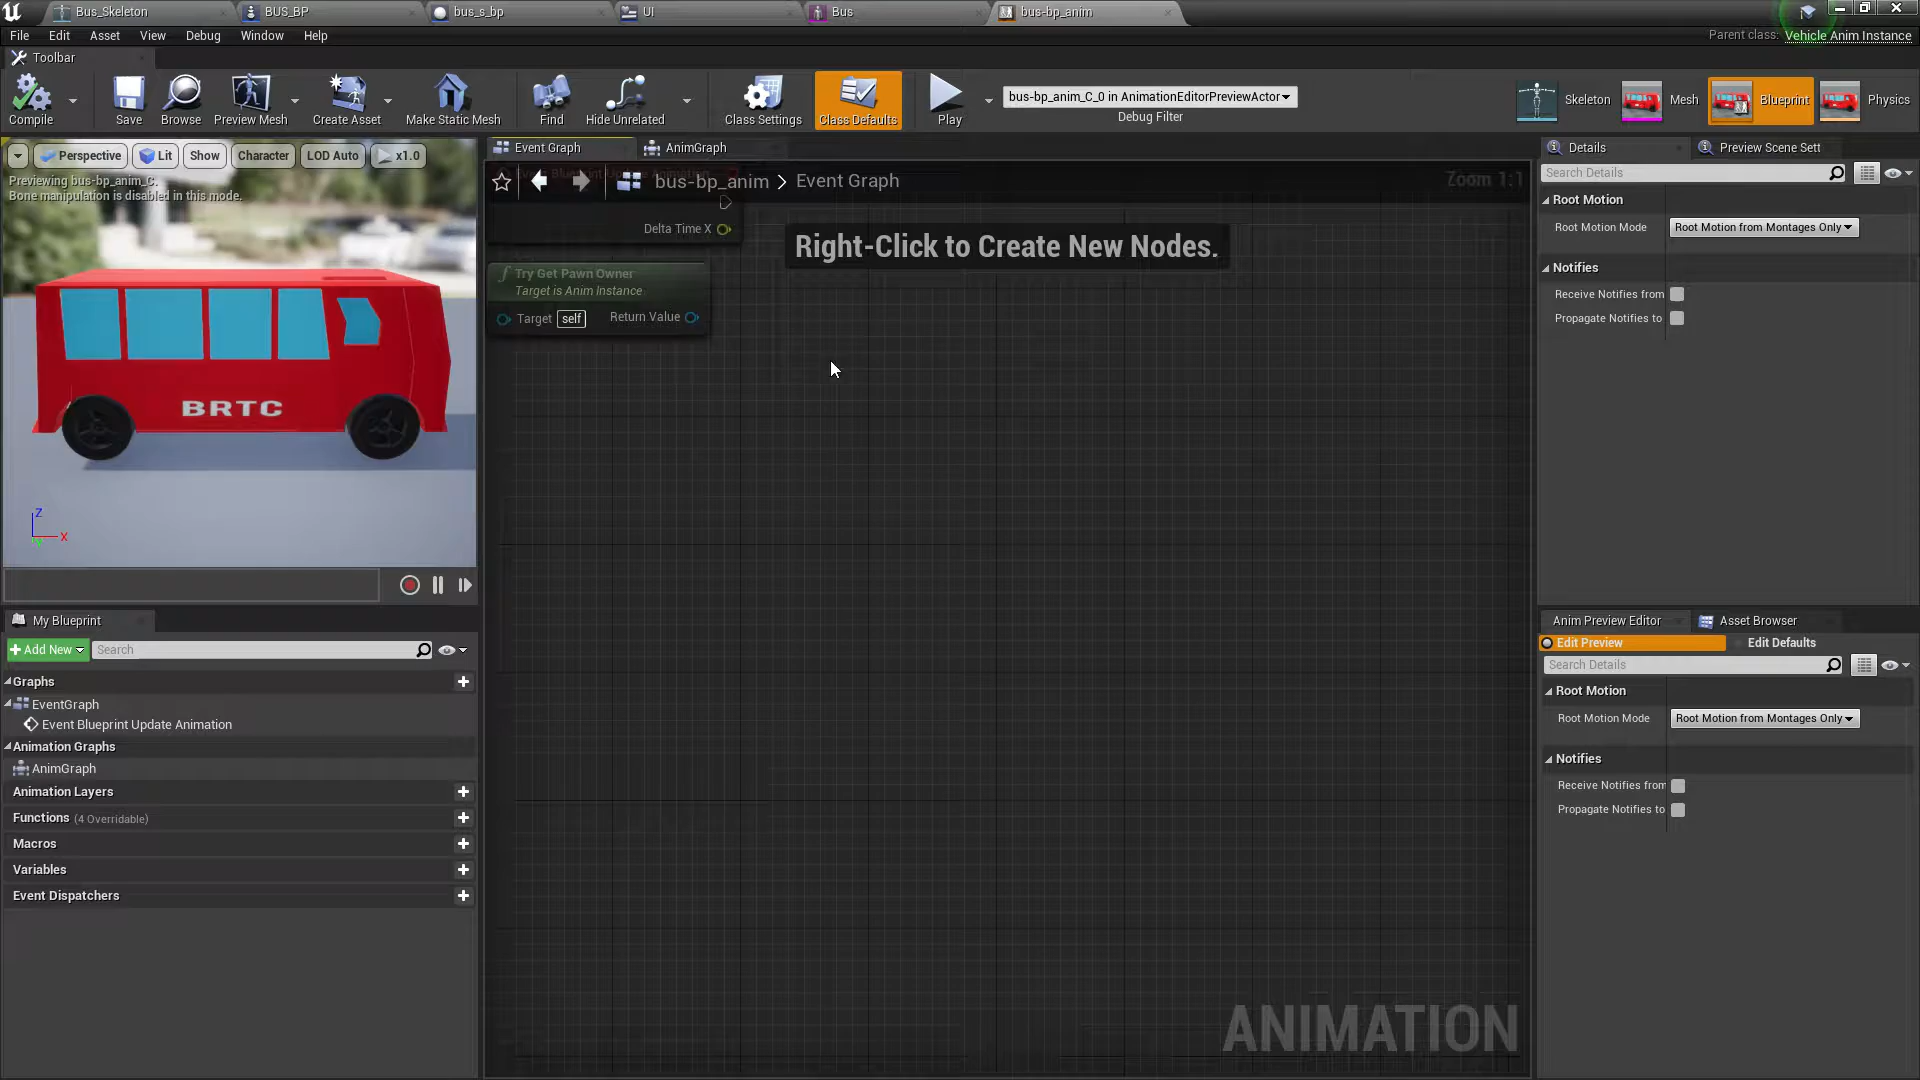 Bus_Skeleton
BUS_BP
bus_s_bp
UI
Bus
bus-bp_anim
File Edit Asset View Debug Window Help
Parent class: Vehicle Anim Instance
Toolbar
Compile
Save
Browse
Preview Mesh
Create Asset
Make Static Mesh
Find
Hide Unrelated
Class Settings
Class Defaults
Play
bus-bp_anim_C_0 in AnimationEditorPreviewActor
Debug Filter
Skeleton
Mesh
Blueprint
Physics
Perspective
Lit
Show
Character
LOD Auto
x1.0
Previewing bus-bp_anim_C.
Bone manipulation is disabled in this mode.
BRTC
Z
X
Event Graph
AnimGraph
bus-bp_anim > Event Graph
Zoom 1:1
Delta Time X
Right-Click to Create New Nodes.
Try Get Pawn Owner
Target is Anim Instance
Target self
Return Value
ANIMATION
My Blueprint
Add New
Search
Graphs
EventGraph
Event Blueprint Update Animation
Animation Graphs
AnimGraph
Animation Layers
Functions (4 Overridable)
Macros
Variables
Event Dispatchers
Details
Preview Scene Sett
Search Details
Root Motion
Root Motion Mode
Root Motion from Montages Only
Notifies
Receive Notifies from
Propagate Notifies to
Anim Preview Editor
Asset Browser
Edit Preview
Edit Defaults
Search Details
Root Motion
Root Motion Mode
Root Motion from Montages Only
Notifies
Receive Notifies from
Propagate Notifies to